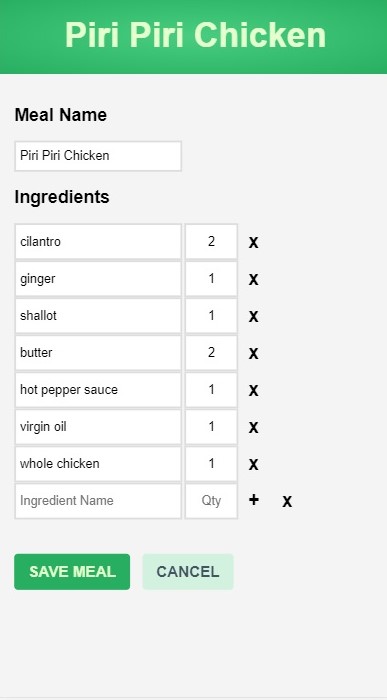 Piri Piri Chicken
Meal Name
Piri Piri Chicken
Ingredients
cilantro 2 X
ginger 1 X
shallot 1 X
butter 2 X
hot pepper sauce 1 X
virgin oil 1 X
whole chicken 1 X
Ingredient Name Qty + X
SAVE MEAL CANCEL